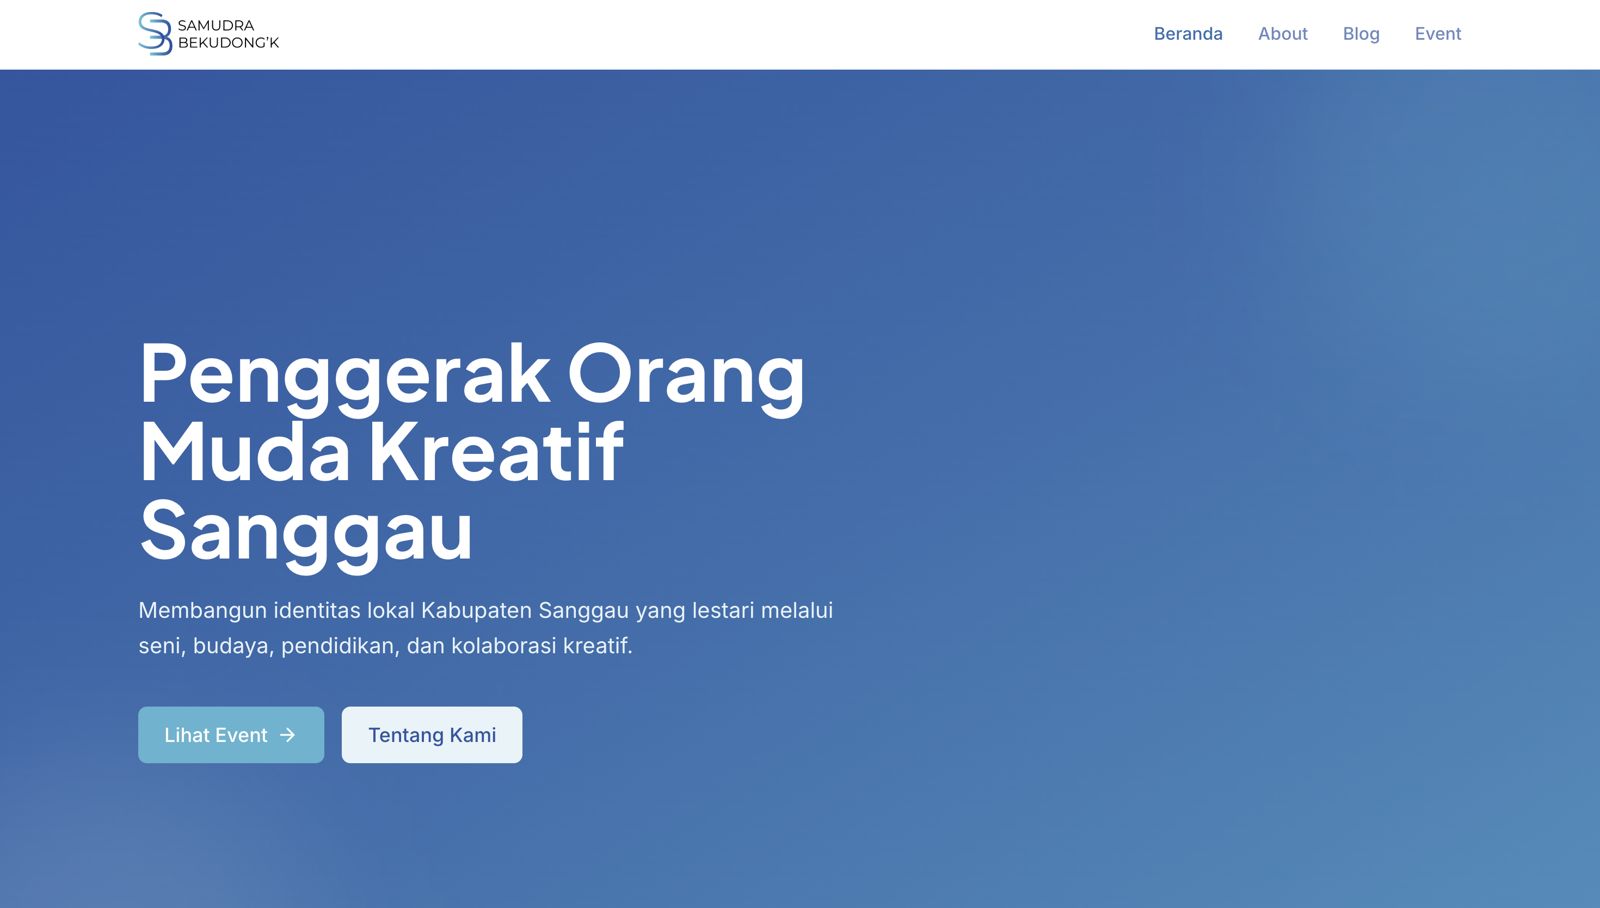 SAMUDRA
BEKUDONG'K
Beranda
About
Blog
Event
Penggerak Orang
Muda Kreatif
Sanggau
Membangun identitas lokal Kabupaten Sanggau yang lestari melalui
seni, budaya, pendidikan, dan kolaborasi kreatif.
Lihat Event →
Tentang Kami